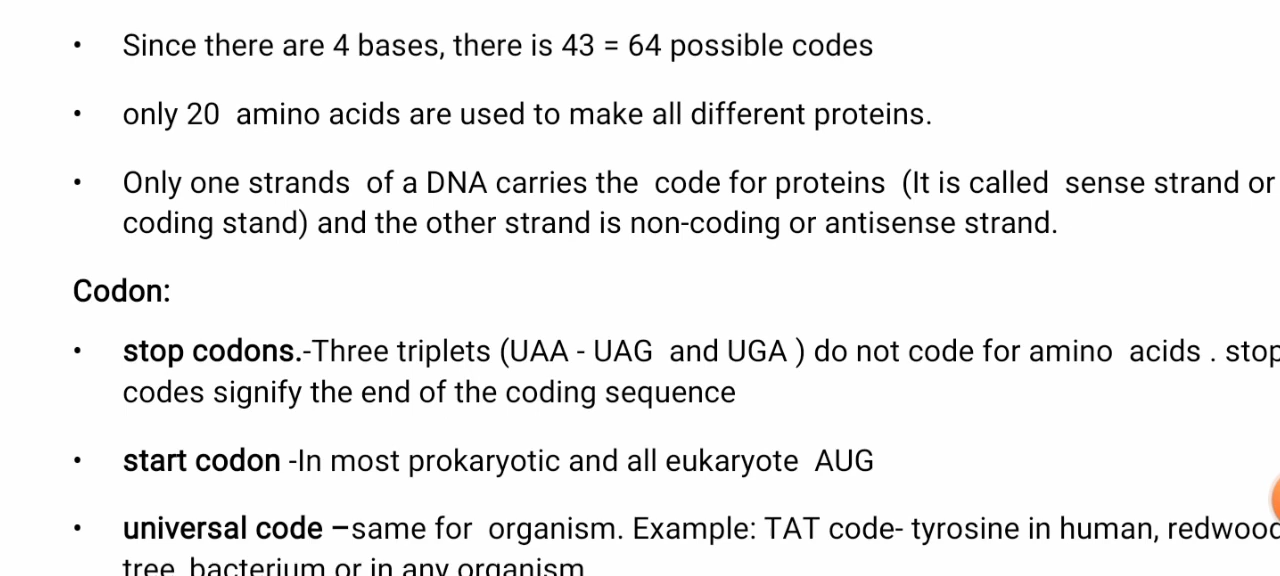 • Since there are 4 bases, there is 43 = 64 possible codes
• only 20 amino acids are used to make all different proteins.
• Only one strands of a DNA carries the code for proteins (It is called sense strand or
coding stand) and the other strand is non-coding or antisense strand.
Codon:
• stop codons.-Three triplets (UAA - UAG and UGA ) do not code for amino acids . stop
codes signify the end of the coding sequence
• start codon -In most prokaryotic and all eukaryote AUG
• universal code –same for organism. Example: TAT code- tyrosine in human, redwood
tree, bacterium or in any organism